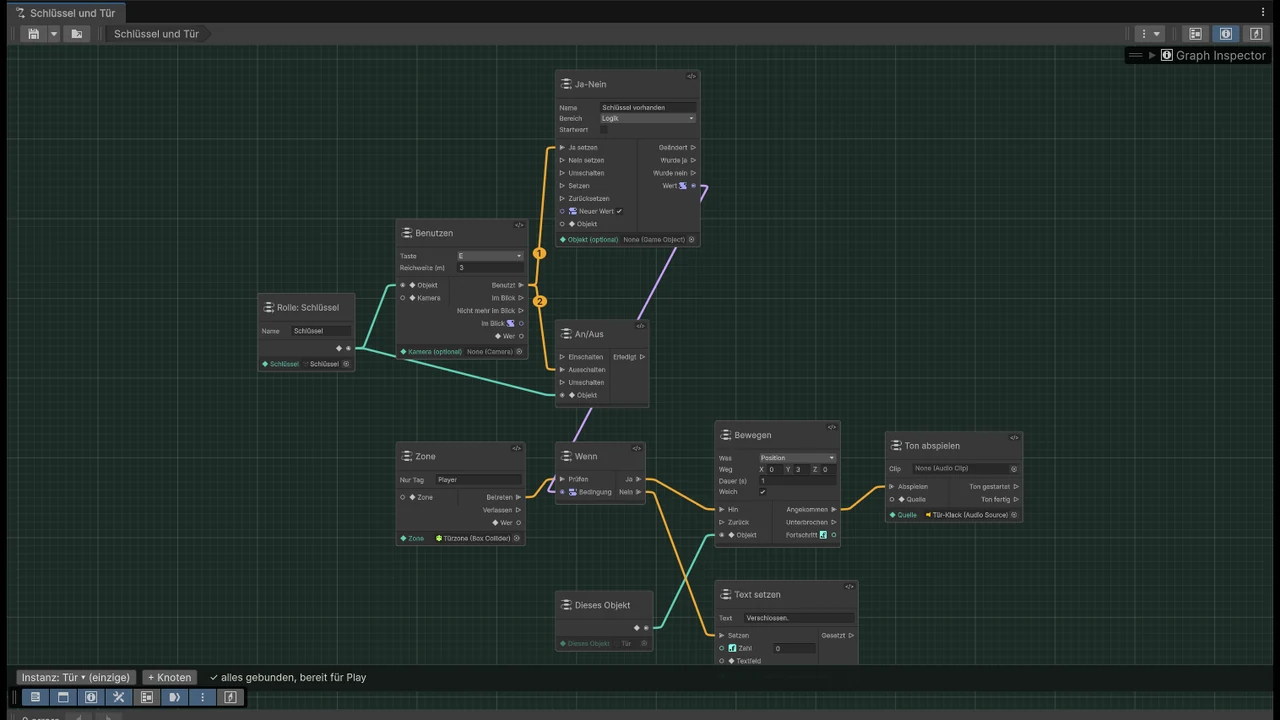 Schlüssel und Tür
Schlüssel und Tür
Graph Inspector
Ja-Nein
Name Schlüssel vorhanden
Bereich Logik
Startwert
Ja setzen Geändert
Nein setzen Wurde ja
Umschalten Wurde nein
Setzen Wert
Zurücksetzen
Neuer Wert
Objekt
Objekt (optional) None (Game Object)
Benutzen
Taste E
Reichweite (m) 3
Objekt Benutzt
Kamera Im Blick
Nicht mehr im Blick
Im Blick
Wer
Kamera (optional) None (Camera)
1
2
Rolle: Schlüssel
Name Schlüssel
Schlüssel Schlüssel
An/Aus
Einschalten Erledigt
Ausschalten
Umschalten
Objekt
Zone
Nur Tag Player
Zone Betreten
Verlassen
Wer
Zone Türzone (Box Collider)
Wenn
Prüfen Ja
Bedingung Nein
Bewegen
Was Position
Weg X 0 Y 3 Z 0
Dauer (s) 1
Weich
Hin Angekommen
Zurück Unterbrochen
Objekt Fortschritt
Ton abspielen
Clip None (Audio Clip)
Abspielen Ton gestartet
Quelle Ton fertig
Quelle Tür-Klack (Audio Source)
Dieses Objekt
Dieses Objekt Tür
Text setzen
Text Verschlossen.
Setzen Gesetzt
Zahl 0
Textfeld
Instanz: Tür (einzige) + Knoten ✓ alles gebunden, bereit für Play